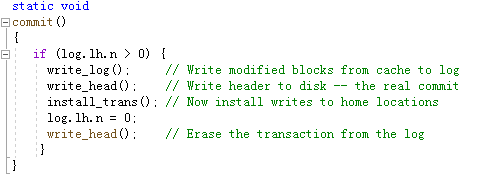 static void
commit()
{
if (log.lh.n > 0) {
write_log();     // Write modified blocks from cache to log
write_head();    // Write header to disk -- the real commit
install_trans(); // Now install writes to home locations
log.lh.n = 0;
write_head();    // Erase the transaction from the log
}
}